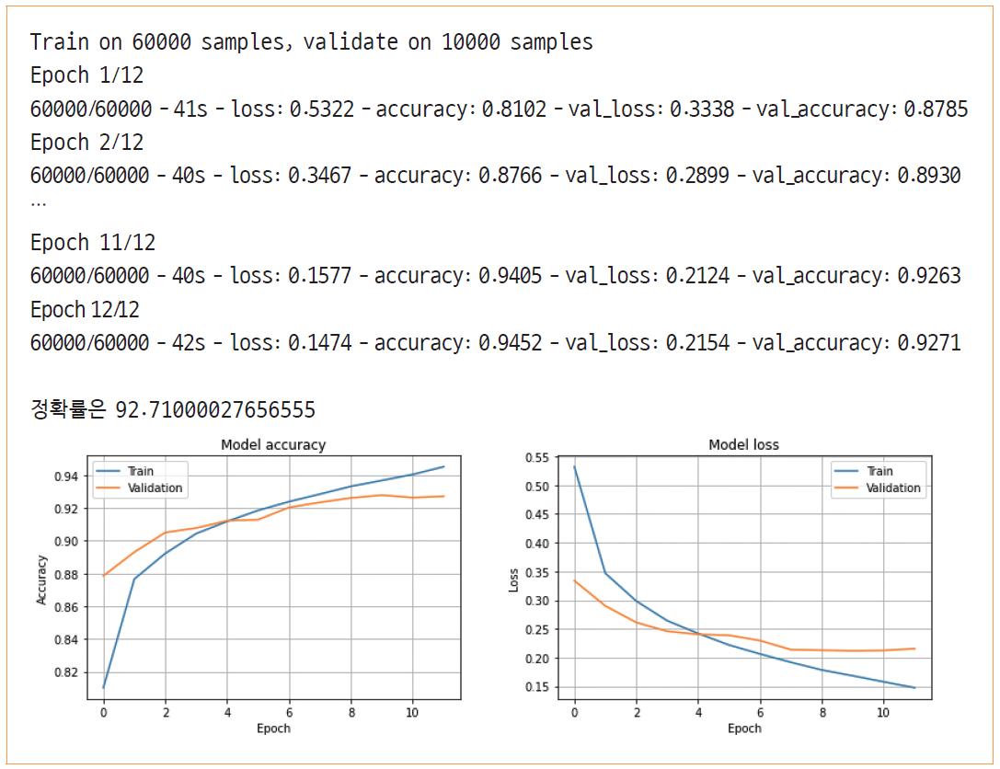 Train on 60000 samples, validate on 10000 samples
Epoch 1/12
60000/60000 - 41s - loss: 0.5322 - accuracy: 0.8102 - val_loss: 0.3338 - val_accuracy: 0.8785
Epoch 2/12
60000/60000 - 40s - loss: 0.3467 - accuracy: 0.8766 - val_loss: 0.2899 - val_accuracy: 0.8930
…
Epoch 11/12
60000/60000 - 40s - loss: 0.1577 - accuracy: 0.9405 - val_loss: 0.2124 - val_accuracy: 0.9263
Epoch 12/12
60000/60000 - 42s - loss: 0.1474 - accuracy: 0.9452 - val_loss: 0.2154 - val_accuracy: 0.9271
정확률은 92.71000027656555
Model accuracy
Train
Validation
0.94
0.92
0.90
0.88
0.86
0.84
0.82
Accuracy
0 2 4 6 8 10
Epoch
Model loss
Train
Validation
0.55
0.50
0.45
0.40
0.35
0.30
0.25
0.20
0.15
Loss
0 2 4 6 8 10
Epoch